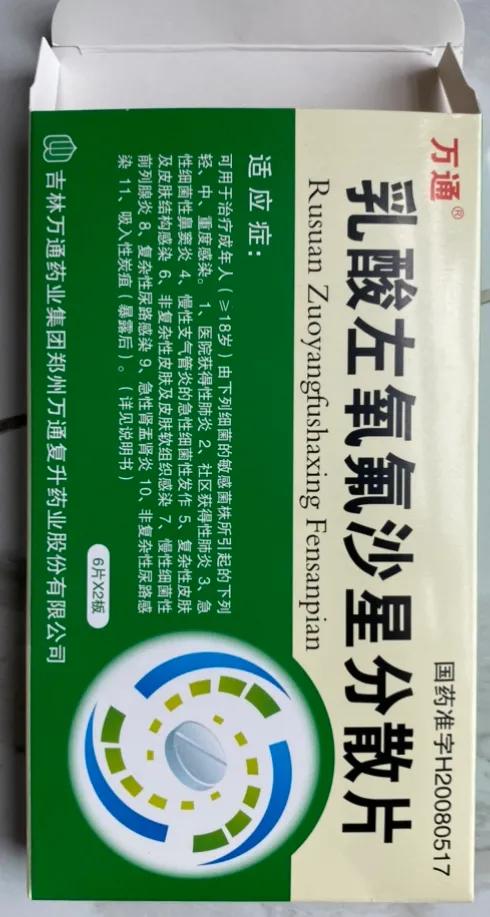 万通®
国药准字H20080517
乳酸左氧氟沙星分散片
Rusuan Zuoyangfushaxing Fensanpian
适应症：
可用于治疗成年人（≥18岁）由下列细菌的敏感菌株所引起的下列
轻、中、重度感染。1、医院获得性肺炎 2、社区获得性肺炎 3、急
性细菌性鼻窦炎 4、慢性支气管炎的急性细菌性发作 5、复杂性皮肤
及皮肤结构感染 6、非复杂性皮肤及皮肤软组织感染 7、慢性细菌性
前列腺炎 8、复杂性尿路感染 9、急性肾盂肾炎 10、非复杂性尿路感
染 11、吸入性炭疽（暴露后）。（详见说明书）
6片X2板
吉林万通药业集团郑州万通复升药业股份有限公司